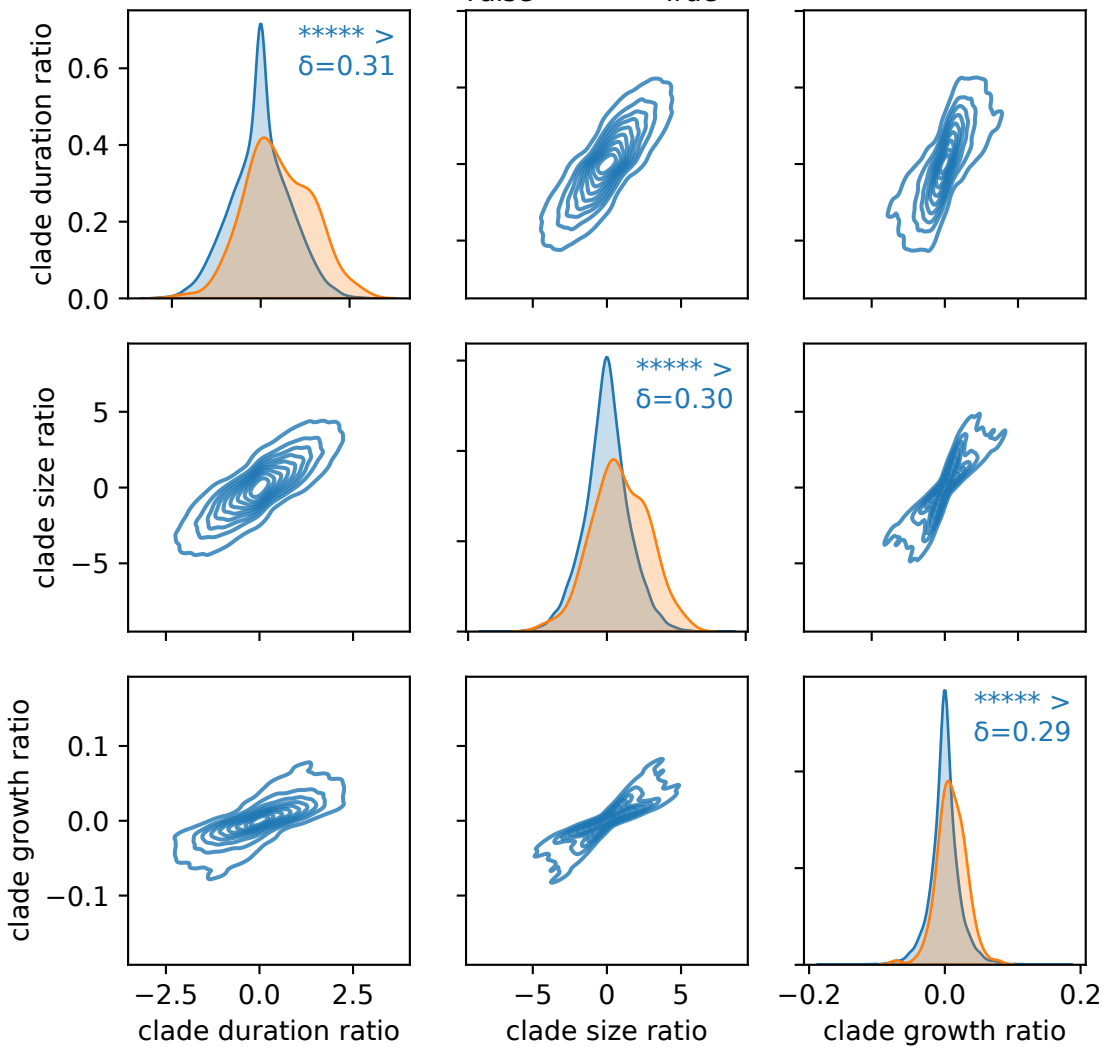 False True
***** >
δ=0.31
clade duration ratio
0.6
0.4
0.2
0.0
***** >
δ=0.30
clade size ratio
5
0
−5
***** >
δ=0.29
clade growth ratio
0.1
0.0
−0.1
−2.5 0.0 2.5
−5 0 5
−0.2 0.0 0.2
clade duration ratio
clade size ratio
clade growth ratio